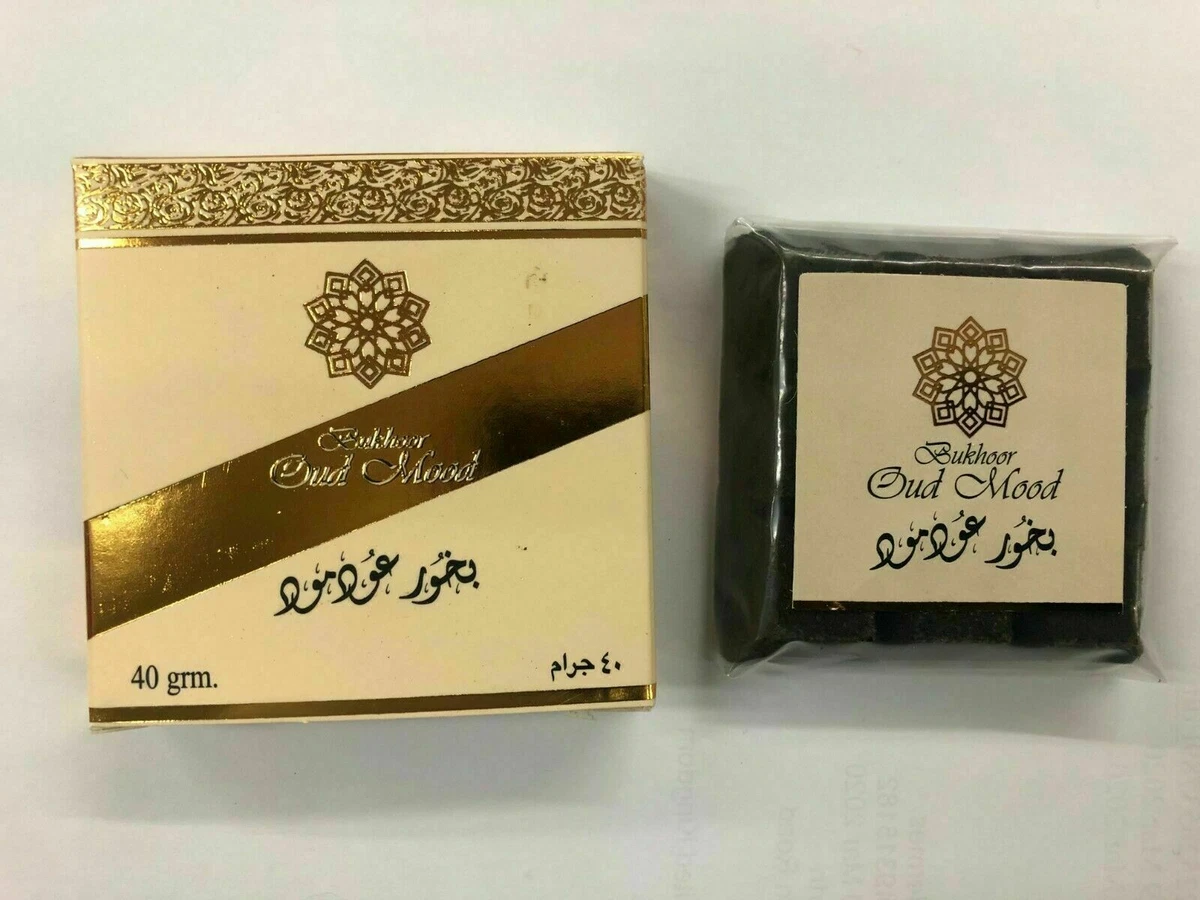 Bukhoor
Oud Mood
بخور عود مود
40 grm.
٤٠ جرام
Bukhoor
Oud Mood
بخور عود مود